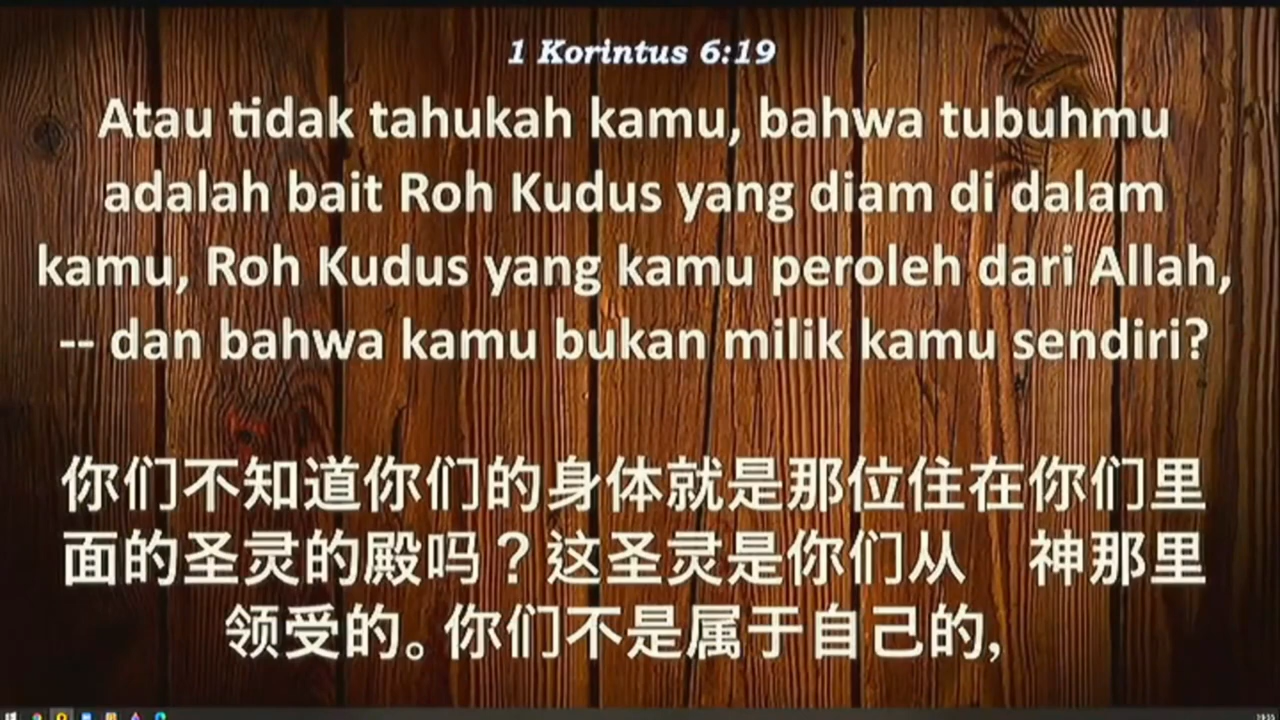 1 Korintus 6:19
Atau tidak tahukah kamu, bahwa tubuhmu
adalah bait Roh Kudus yang diam di dalam
kamu, Roh Kudus yang kamu peroleh dari Allah,
-- dan bahwa kamu bukan milik kamu sendiri?
你们不知道你们的身体就是那位住在你们里
面的圣灵的殿吗？这圣灵是你们从　神那里
领受的。你们不是属于自己的，